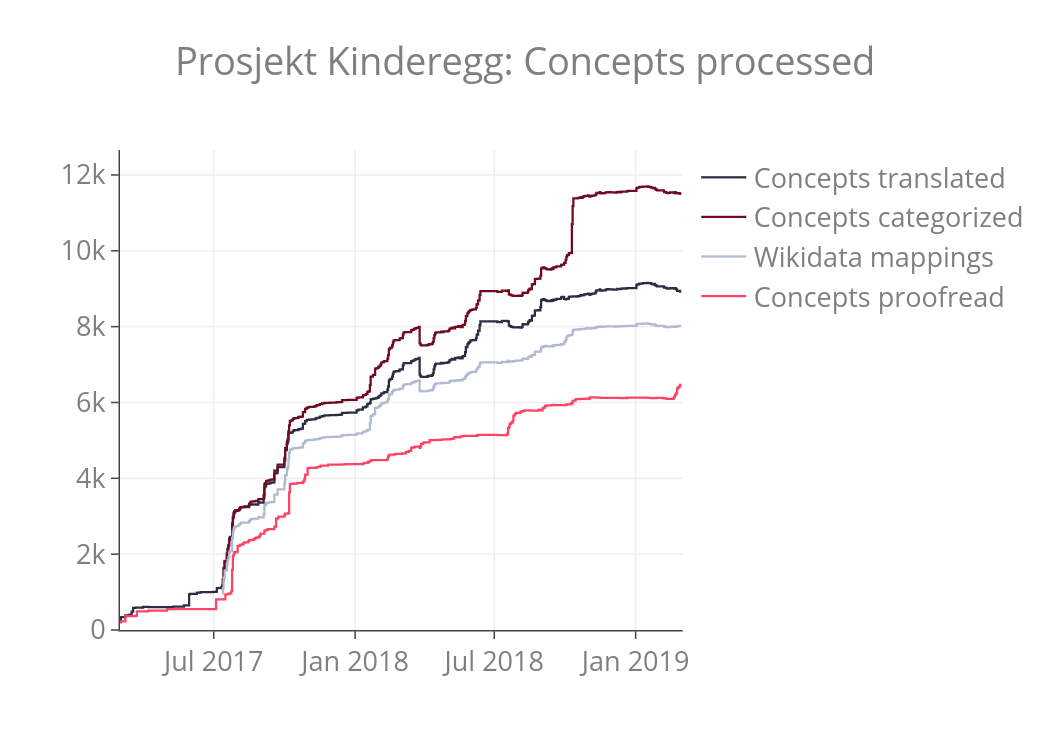 Prosjekt Kinderegg: Concepts processed
12k
10k
8k
6k
4k
2k
0
Jul 2017
Jan 2018
Jul 2018
Jan 2019
Concepts translated
Concepts categorized
Wikidata mappings
Concepts proofread